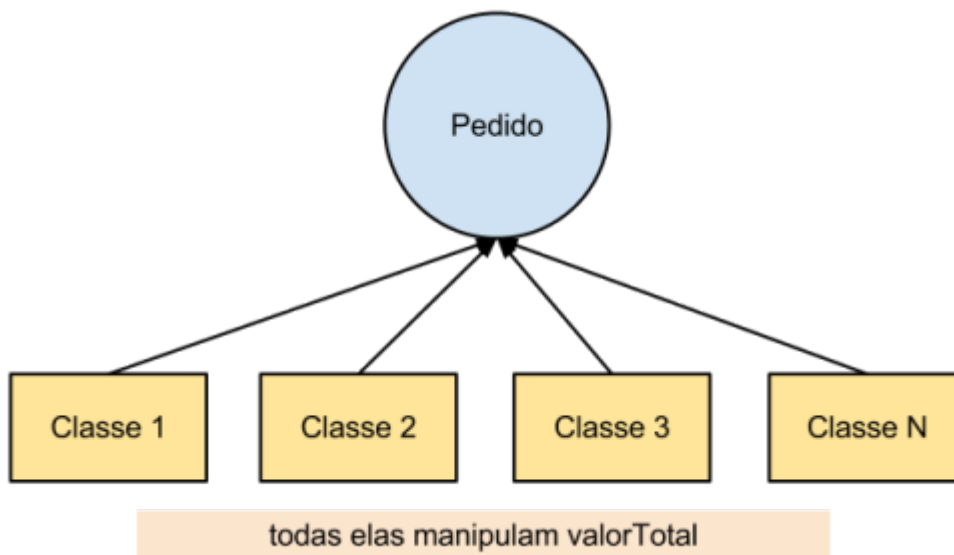 Pedido
Classe 1
Classe 2
Classe 3
Classe N
todas elas manipulam valorTotal